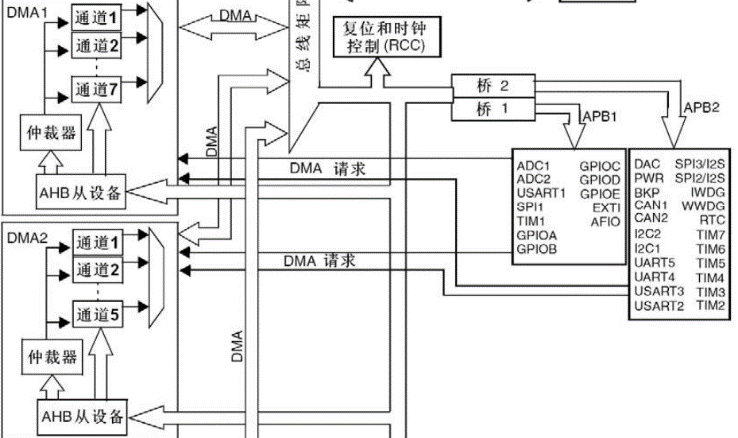 DMA1
通道1
通道2
通道7
仲裁器
AHB从设备
DMA
总线矩阵
复位和时钟
控制(RCC)
桥 2
桥 1
APB1
APB2
DMA
DMA 请求
ADC1 GPIOC
ADC2 GPIOD
USART1 GPIOE
SPI1 EXTI
TIM1 AFIO
GPIOA
GPIOB
DAC SPI3/I2S
PWR SPI2/I2S
BKP IWDG
CAN1 WWDG
CAN2 RTC
I2C2 TIM7
I2C1 TIM6
UART5 TIM5
UART4 TIM4
USART3 TIM3
USART2 TIM2
DMA2
通道1
通道2
通道5
仲裁器
AHB从设备
DMA 请求
DMA